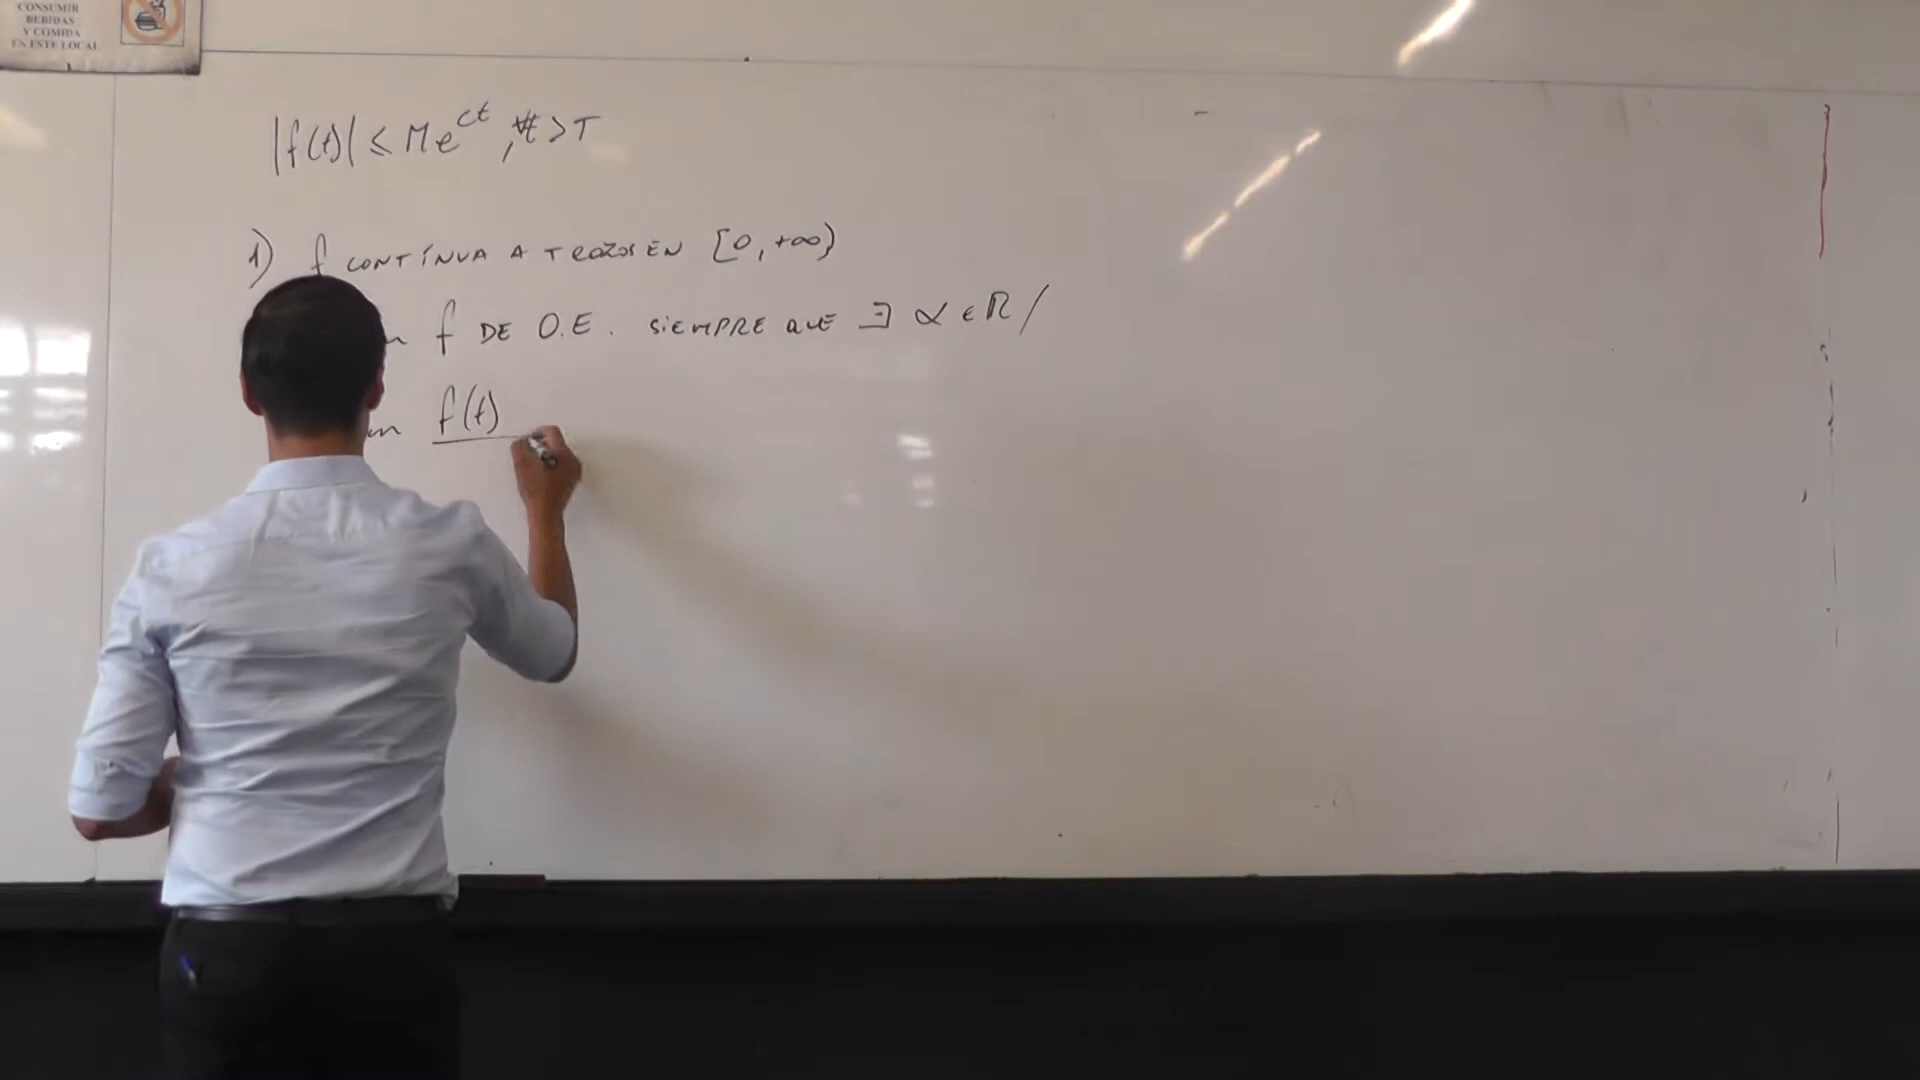 CONSUMIR
BEBIDAS
Y COMIDA
EN ESTE LOCAL
|f(t)| ≤ Me^{ct}, ∀t > T
1) f CONTÍNUA A TROZOS EN [0, +∞)
f DE O.E. SIEMPRE QUE ∃ α ∈ ℝ /
f(t)